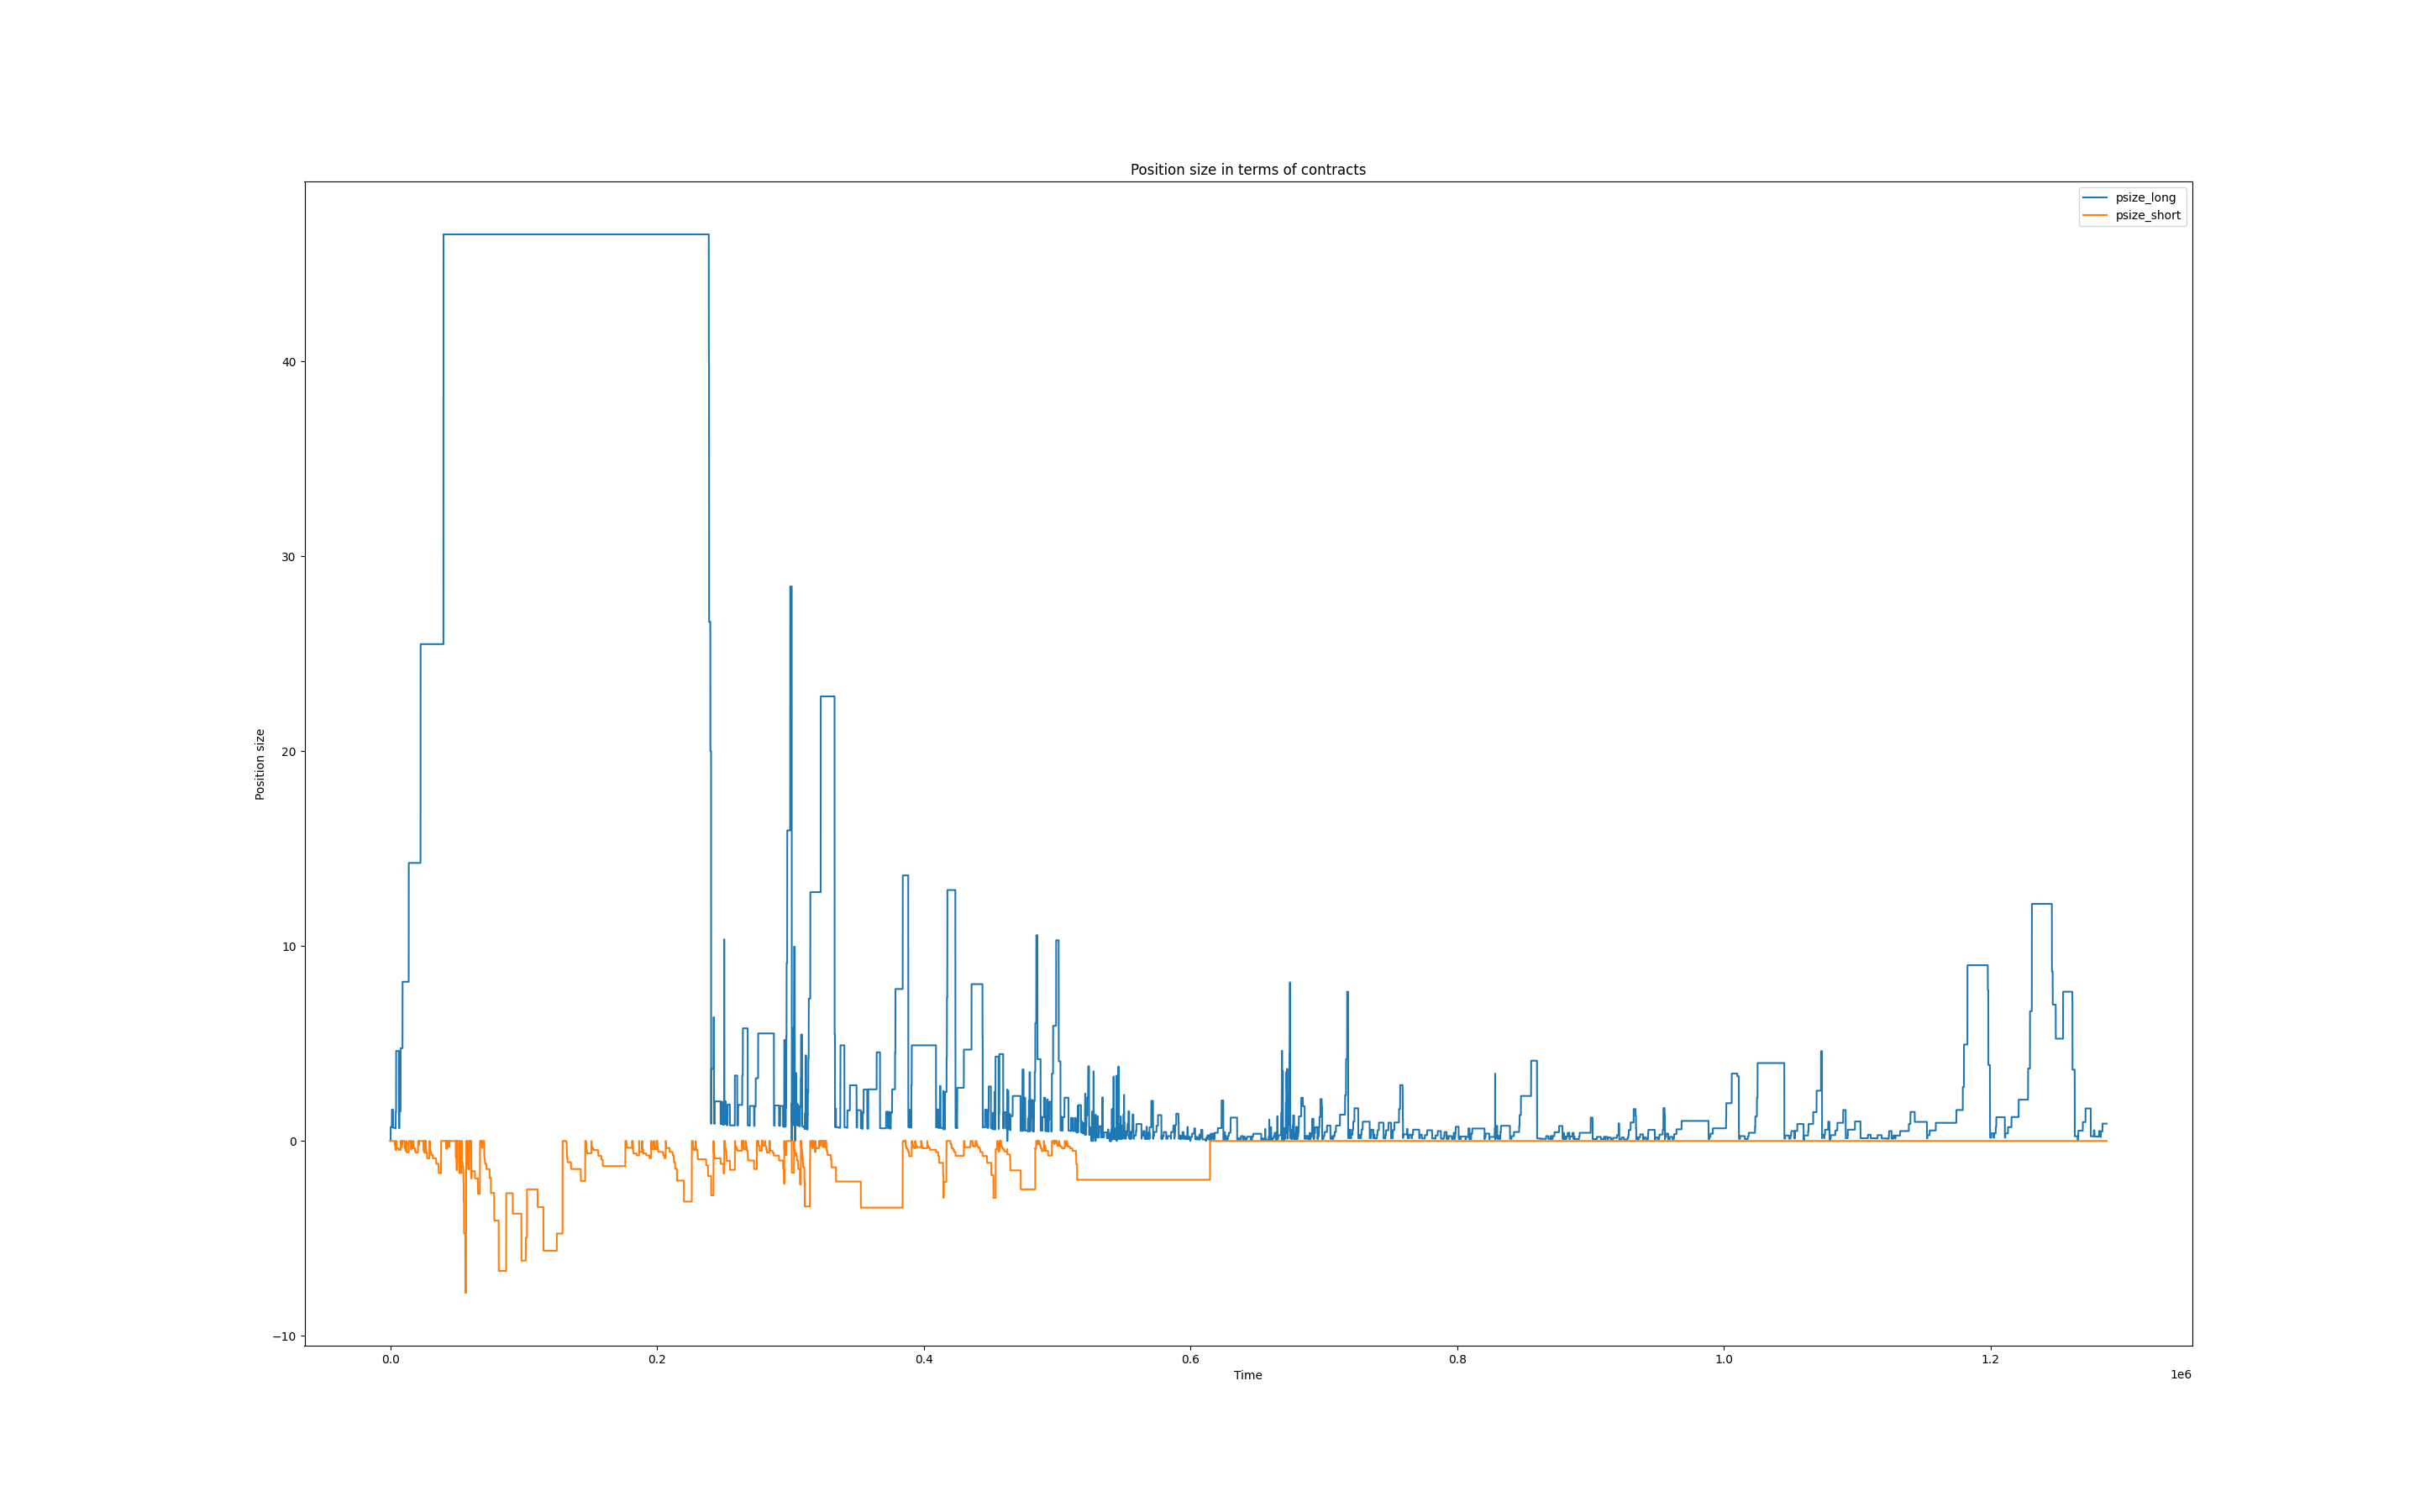 Position size in terms of contracts
psize_long
psize_short
Position size
40
30
20
10
0
−10
0.0
0.2
0.4
0.6
0.8
1.0
1.2
1e6
Time